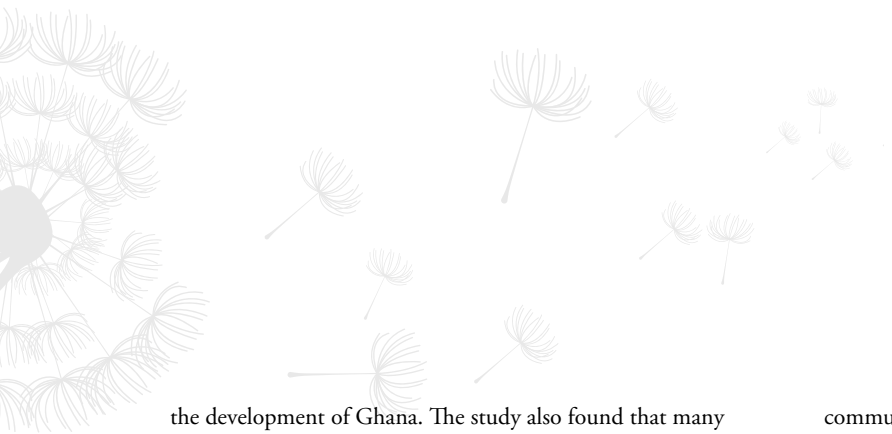 the development of Ghana. The study also found that many